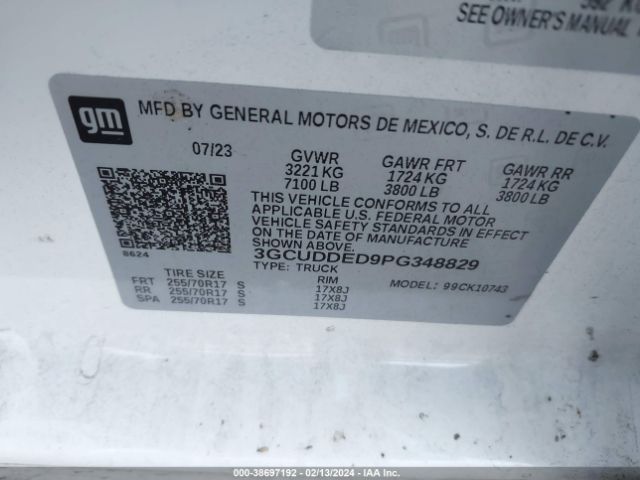 392 K
SEE OWNER'S MANUAL
gm
MFD BY GENERAL MOTORS DE MEXICO, S. DE R.L. DE C.V.
07/23 GVWR GAWR FRT GAWR RR
3221 KG 1724 KG 1724 KG
7100 LB 3800 LB 3800 LB
THIS VEHICLE CONFORMS TO ALL
APPLICABLE U.S. FEDERAL MOTOR
VEHICLE SAFETY STANDARDS IN EFFECT
ON THE DATE OF MANUFACTURE
SHOWN ABOVE.
8624
3GCUDDED9PG348829
TYPE: TRUCK MODEL: 99CK10743
TIRE SIZE RIM
FRT 255/70R17 S 17X8J
RR 255/70R17 S 17X8J
SPA 255/70R17 S 17X8J
000-38697192 - 02/13/2024 - IAA Inc.